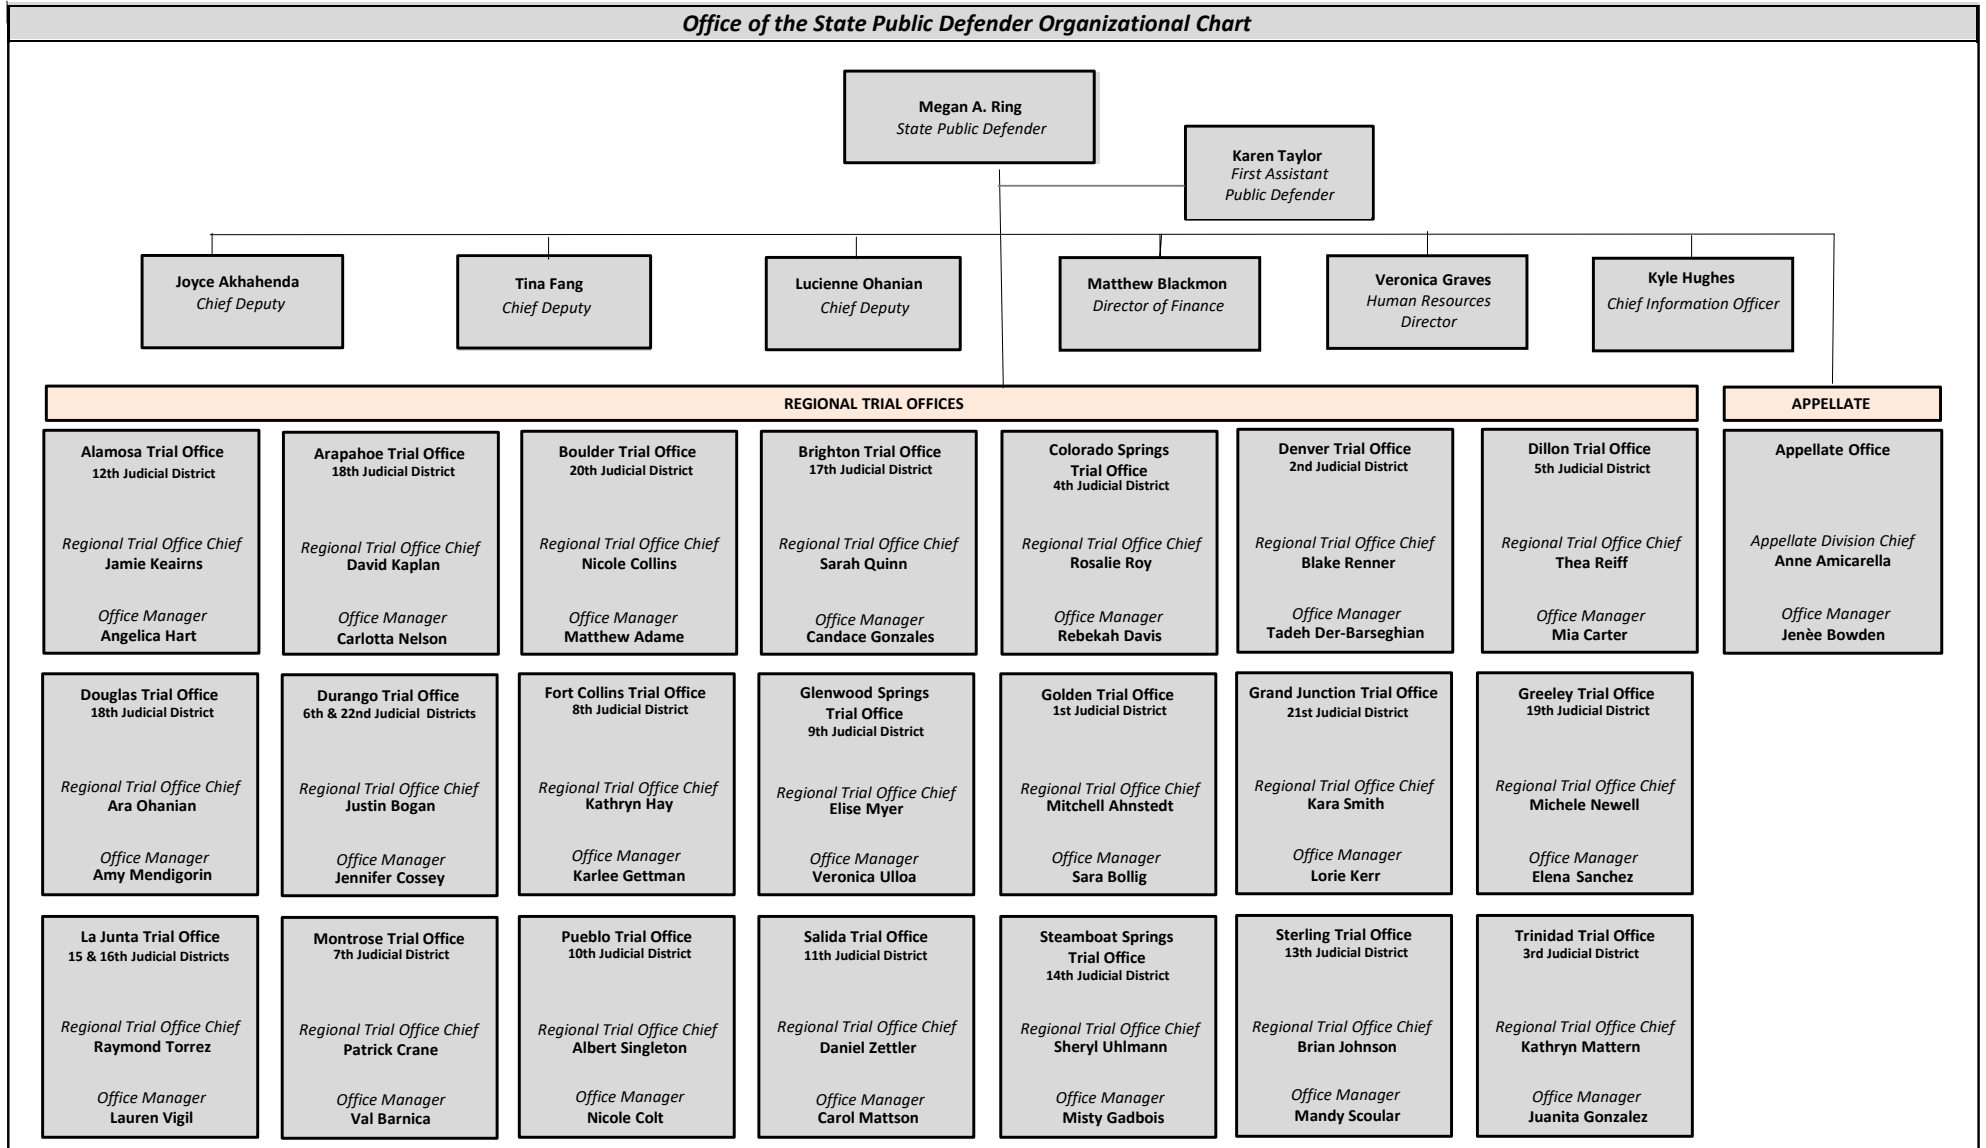 Office of the State Public Defender Organizational Chart
Megan A. Ring
State Public Defender
Karen Taylor
First Assistant
Public Defender
Joyce Akhahenda
Chief Deputy
Tina Fang
Chief Deputy
Lucienne Ohanian
Chief Deputy
Matthew Blackmon
Director of Finance
Veronica Graves
Human Resources
Director
Kyle Hughes
Chief Information Officer
REGIONAL TRIAL OFFICES
APPELLATE
Alamosa Trial Office
12th Judicial District
Regional Trial Office Chief
Jamie Keairns
Office Manager
Angelica Hart
Arapahoe Trial Office
18th Judicial District
Regional Trial Office Chief
David Kaplan
Office Manager
Carlotta Nelson
Boulder Trial Office
20th Judicial District
Regional Trial Office Chief
Nicole Collins
Office Manager
Matthew Adame
Brighton Trial Office
17th Judicial District
Regional Trial Office Chief
Sarah Quinn
Office Manager
Candace Gonzales
Colorado Springs
Trial Office
4th Judicial District
Regional Trial Office Chief
Rosalie Roy
Office Manager
Rebekah Davis
Denver Trial Office
2nd Judicial District
Regional Trial Office Chief
Blake Renner
Office Manager
Tadeh Der-Barseghian
Dillon Trial Office
5th Judicial District
Regional Trial Office Chief
Thea Reiff
Office Manager
Mia Carter
Appellate Office
Appellate Division Chief
Anne Amicarella
Office Manager
Jenèe Bowden
Douglas Trial Office
18th Judicial District
Regional Trial Office Chief
Ara Ohanian
Office Manager
Amy Mendigorin
Durango Trial Office
6th & 22nd Judicial Districts
Regional Trial Office Chief
Justin Bogan
Office Manager
Jennifer Cossey
Fort Collins Trial Office
8th Judicial District
Regional Trial Office Chief
Kathryn Hay
Office Manager
Karlee Gettman
Glenwood Springs
Trial Office
9th Judicial District
Regional Trial Office Chief
Elise Myer
Office Manager
Veronica Ulloa
Golden Trial Office
1st Judicial District
Regional Trial Office Chief
Mitchell Ahnstedt
Office Manager
Sara Bollig
Grand Junction Trial Office
21st Judicial District
Regional Trial Office Chief
Kara Smith
Office Manager
Lorie Kerr
Greeley Trial Office
19th Judicial District
Regional Trial Office Chief
Michele Newell
Office Manager
Elena Sanchez
La Junta Trial Office
15 & 16th Judicial Districts
Regional Trial Office Chief
Raymond Torrez
Office Manager
Lauren Vigil
Montrose Trial Office
7th Judicial District
Regional Trial Office Chief
Patrick Crane
Office Manager
Val Barnica
Pueblo Trial Office
10th Judicial District
Regional Trial Office Chief
Albert Singleton
Office Manager
Nicole Colt
Salida Trial Office
11th Judicial District
Regional Trial Office Chief
Daniel Zettler
Office Manager
Carol Mattson
Steamboat Springs
Trial Office
14th Judicial District
Regional Trial Office Chief
Sheryl Uhlmann
Office Manager
Misty Gadbois
Sterling Trial Office
13th Judicial District
Regional Trial Office Chief
Brian Johnson
Office Manager
Mandy Scoular
Trinidad Trial Office
3rd Judicial District
Regional Trial Office Chief
Kathryn Mattern
Office Manager
Juanita Gonzalez